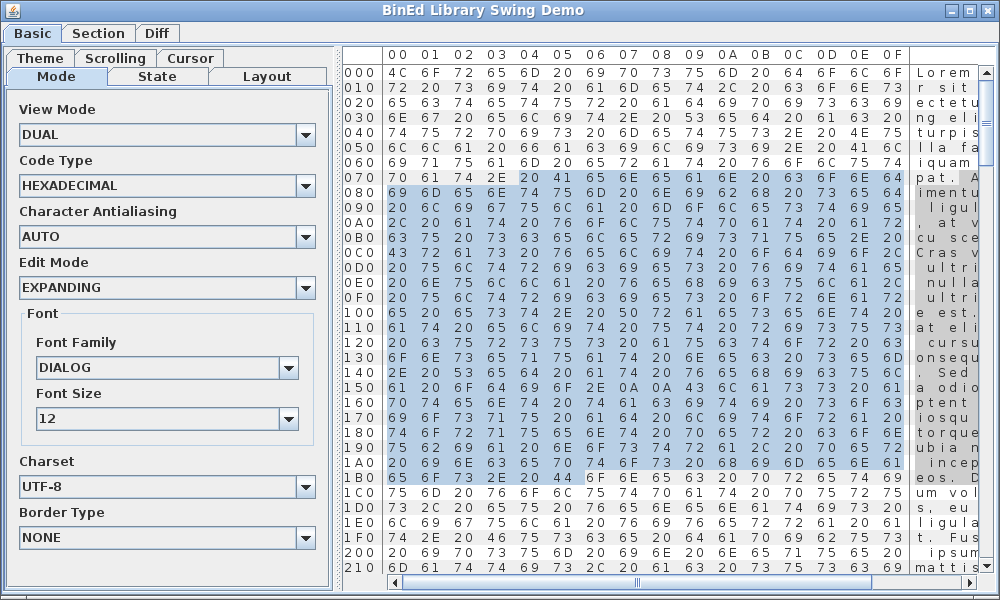 BinEd Library Swing Demo
Basic Section Diff
Theme Scrolling Cursor
Mode State Layout
View Mode
DUAL
Code Type
HEXADECIMAL
Character Antialiasing
AUTO
Edit Mode
EXPANDING
Font
Font Family
DIALOG
Font Size
12
Charset
UTF-8
Border Type
NONE
00 01 02 03 04 05 06 07 08 09 0A 0B 0C 0D 0E 0F
000 4C 6F 72 65 6D 20 69 70 73 75 6D 20 64 6F 6C 6F Lorem
010 72 20 73 69 74 20 61 6D 65 74 2C 20 63 6F 6E 73 r sit
020 65 63 74 65 74 75 72 20 61 64 69 70 69 73 63 69 ectetu
030 6E 67 20 65 6C 69 74 2E 20 53 65 64 20 61 63 20 ng eli
040 74 75 72 70 69 73 20 6D 65 74 75 73 2E 20 4E 75 turpis
050 6C 6C 61 20 66 61 63 69 6C 69 73 69 2E 20 41 6C lla fa
060 69 71 75 61 6D 20 65 72 61 74 20 76 6F 6C 75 74 iquam
070 70 61 74 2E 20 41 65 6E 65 61 6E 20 63 6F 6E 64 pat. A
080 69 6D 65 6E 74 75 6D 20 6E 69 62 68 20 73 65 64 imentu
090 20 6C 69 67 75 6C 61 20 6D 6F 6C 65 73 74 69 65 ligul
0A0 2C 20 61 74 20 76 6F 6C 75 74 70 61 74 20 61 72 , at v
0B0 63 75 20 73 63 65 6C 65 72 69 73 71 75 65 2E 20 cu sce
0C0 43 72 61 73 20 76 65 6C 69 74 20 6F 64 69 6F 2C Cras v
0D0 20 75 6C 74 72 69 63 69 65 73 20 76 69 74 61 65 ultri
0E0 20 6E 75 6C 6C 61 20 76 65 68 69 63 75 6C 61 2C nulla
0F0 20 75 6C 74 72 69 63 69 65 73 20 6F 72 6E 61 72 ultri
100 65 20 65 73 74 2E 20 50 72 61 65 73 65 6E 74 20 e est.
110 61 74 20 65 6C 69 74 20 75 74 20 72 69 73 75 73 at eli
120 20 63 75 72 73 75 73 20 61 75 63 74 6F 72 20 63 cursu
130 6F 6E 73 65 71 75 61 74 20 6E 65 63 20 73 65 6D onsequ
140 2E 20 53 65 64 20 61 20 76 65 68 69 63 75 6C . Sed
150 61 20 6F 64 69 6F 2E 0A 0A 43 6C 61 73 73 20 61 a odio
160 70 74 65 6E 74 20 74 61 63 69 74 69 20 73 6F 63 ptent
170 69 6F 73 71 75 20 61 64 20 6C 69 74 6F 72 61 20 iosqu
180 74 6F 72 71 75 65 6E 74 20 70 65 72 20 63 6F 6E torque
190 75 62 69 61 20 6E 6F 73 74 72 61 2C 20 70 65 72 ubia n
1A0 20 69 6E 63 65 70 74 6F 73 20 68 69 6D 65 6E 61 incep
1B0 65 6F 73 2E 20 44 6F 6E 65 63 20 70 72 65 74 69 eos. D
1C0 75 6D 20 76 6F 6C 75 74 70 61 74 20 70 75 72 75 um vol
1D0 73 2C 20 65 75 20 76 65 6E 65 6E 61 74 69 73 20 s, eu
1E0 6C 69 67 75 6C 61 20 76 69 76 65 72 72 61 20 61 ligula
1F0 74 2E 20 46 75 73 63 65 20 64 61 70 69 62 75 73 t. Fus
200 20 69 70 73 75 6D 20 69 6E 20 6E 65 71 75 65 20 ipsum
210 6D 61 74 74 69 73 2C 20 61 63 20 73 75 73 63 69 mattis